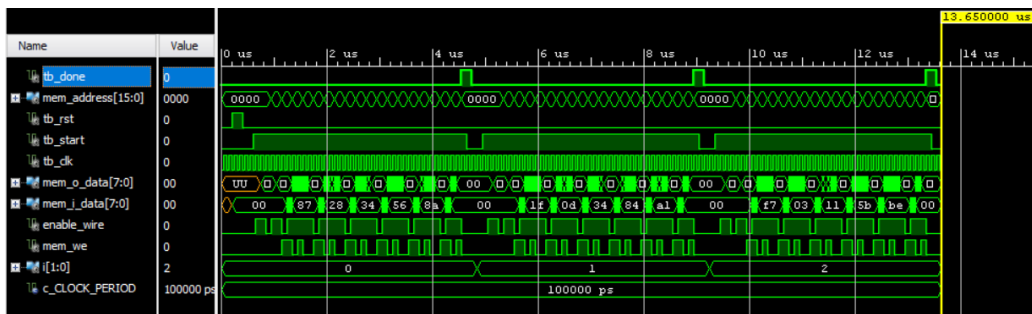 13.650000 us
Name Value
0 us 2 us 4 us 6 us 8 us 10 us 12 us 14 us
tb_done 0
mem_address[15:0] 0000 0000 0000 0000
tb_rst 0
tb_start 0
tb_clk 0
mem_o_data[7:0] 00 UU 00 00
mem_i_data[7:0] 00 00 87 28 34 56 8a 00 1f 0d 34 84 a1 00 f7 03 11 5b be 00
enable_wire 0
mem_we 0
i[1:0] 2 0 1 2
c_CLOCK_PERIOD 100000 ps 100000 ps